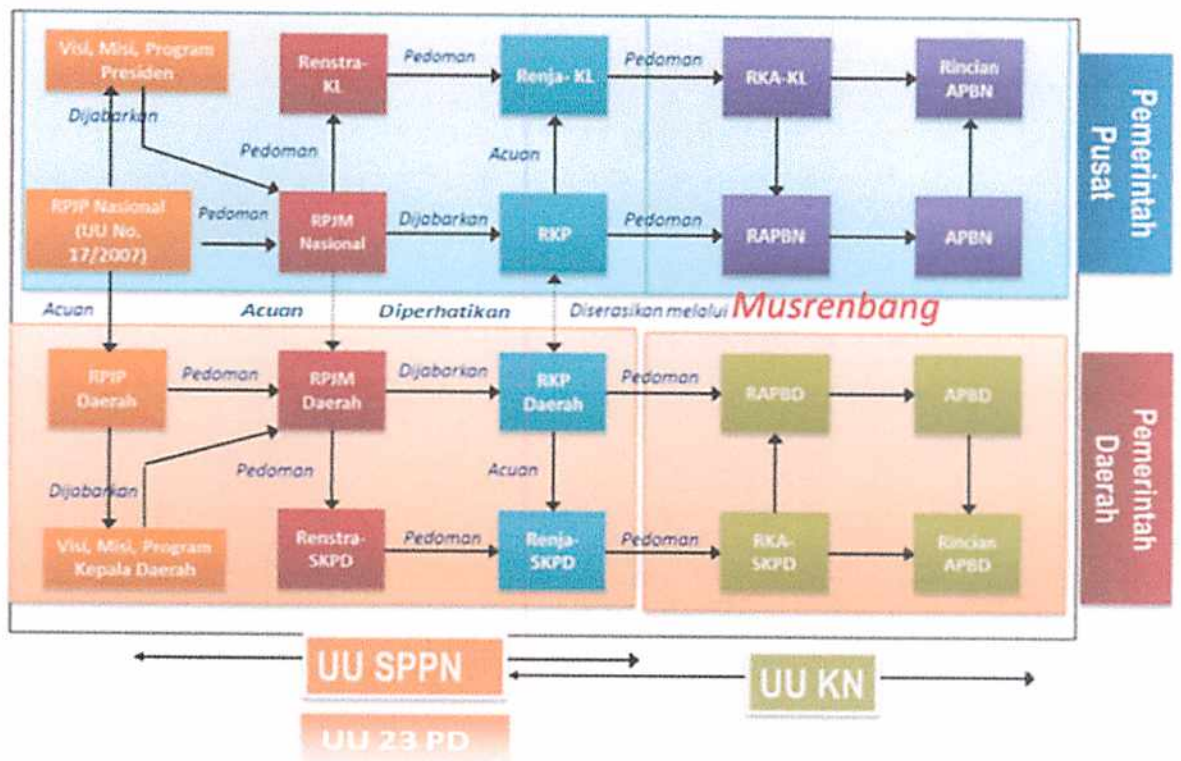 Visi, Misi, Program
Presiden
Renstra-
KL
Pedoman
Renja- KL
Pedoman
RKA-KL
Rincian
APBN
Dijabarkan
Pedoman
Acuan
RPJP Nasional
(UU No.
17/2007)
Pedoman
RPJM
Nasional
Dijabarkan
RKP
Pedoman
RAPBN
APBN
Pemerintah
Pusat
Acuan
Acuan
Diperhatikan
Diserasikan melalui Musrenbang
RPJP
Daerah
Pedoman
RPJM
Daerah
Dijabarkan
RKP
Daerah
Pedoman
RAPBD
APBD
Dijabarkan
Pedoman
Acuan
Visi, Misi, Program
Kepala Daerah
Renstra-
SKPD
Pedoman
Renja-
SKPD
Pedoman
RKA-
SKPD
Rincian
APBD
Pemerintah
Daerah
UU SPPN
UU KN
UU 23 PD